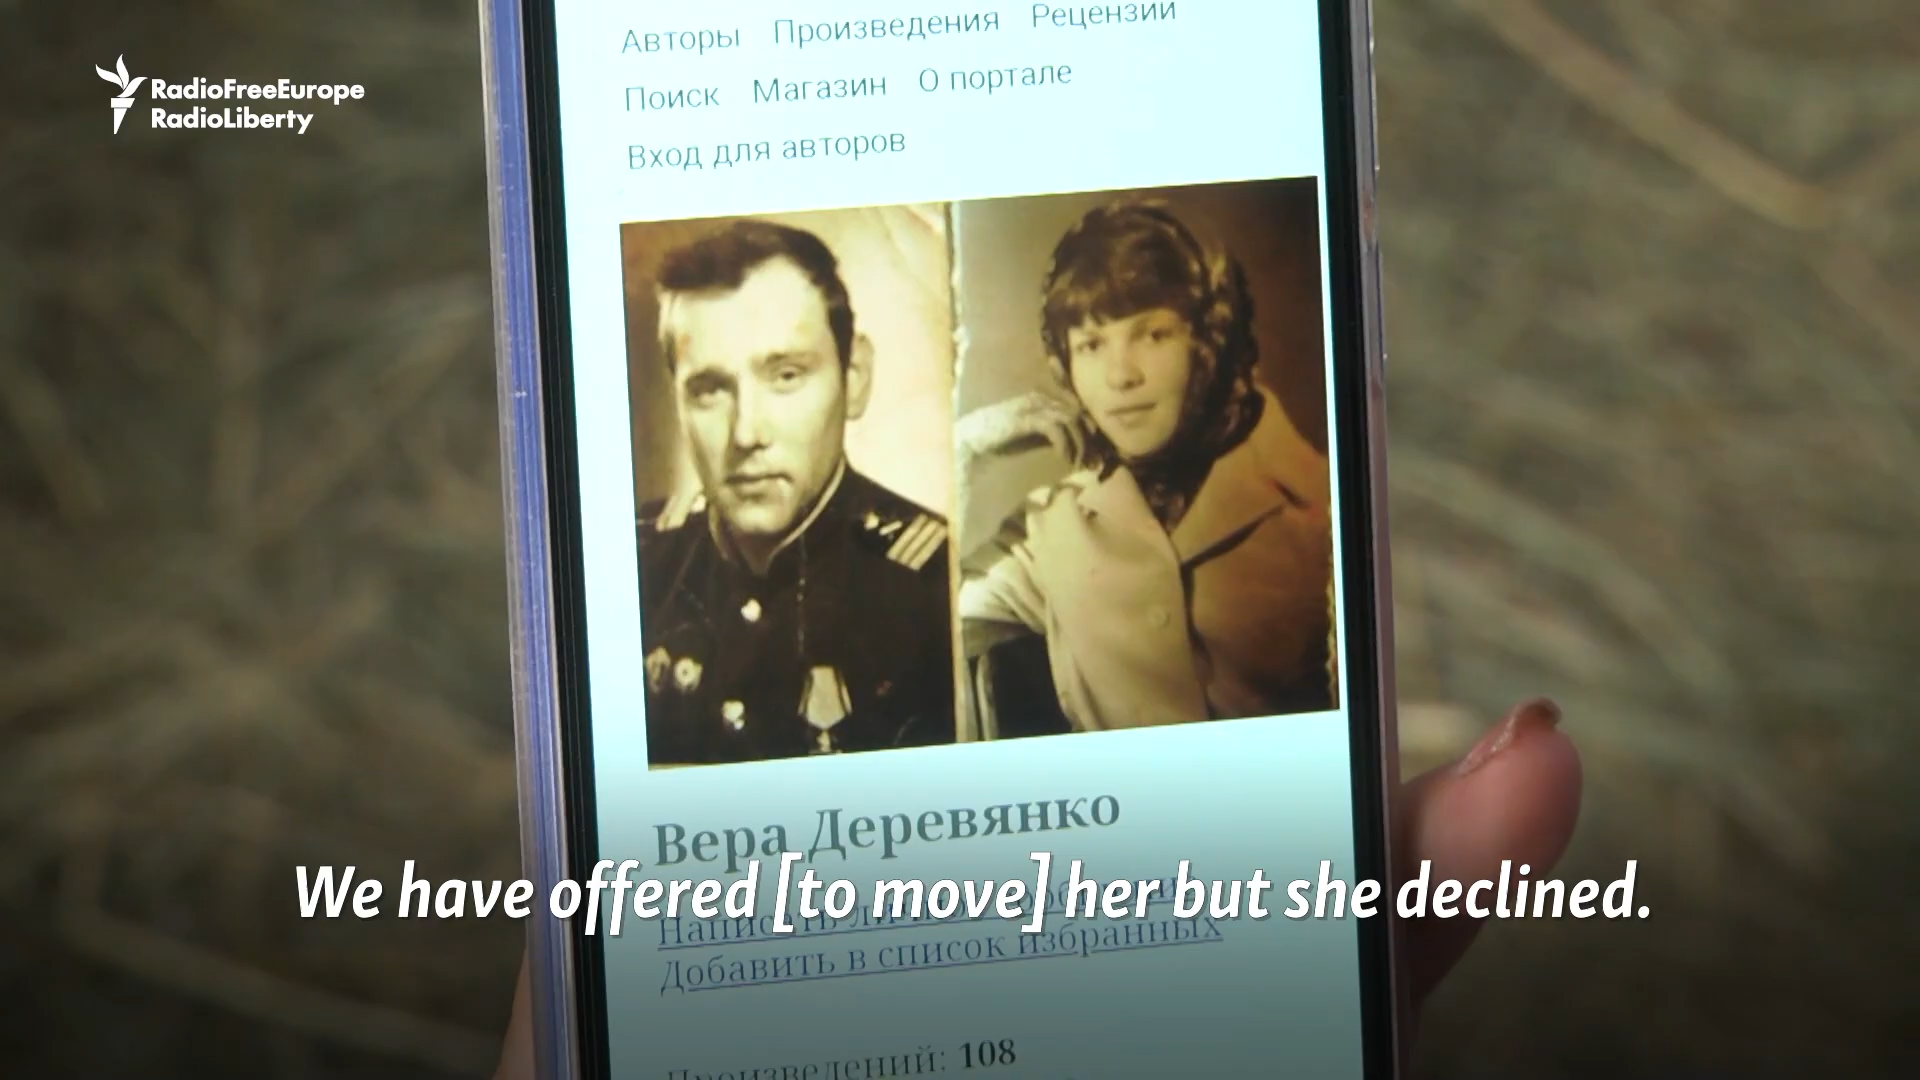 Авторы Произведения Рецензии
RadioFreeEurope
RadioLiberty
Поиск Магазин О портале
Вход для авторов
Вера Деревянко
We have offered [to move] her but she declined.
Добавить в список избранных
Произведений: 108